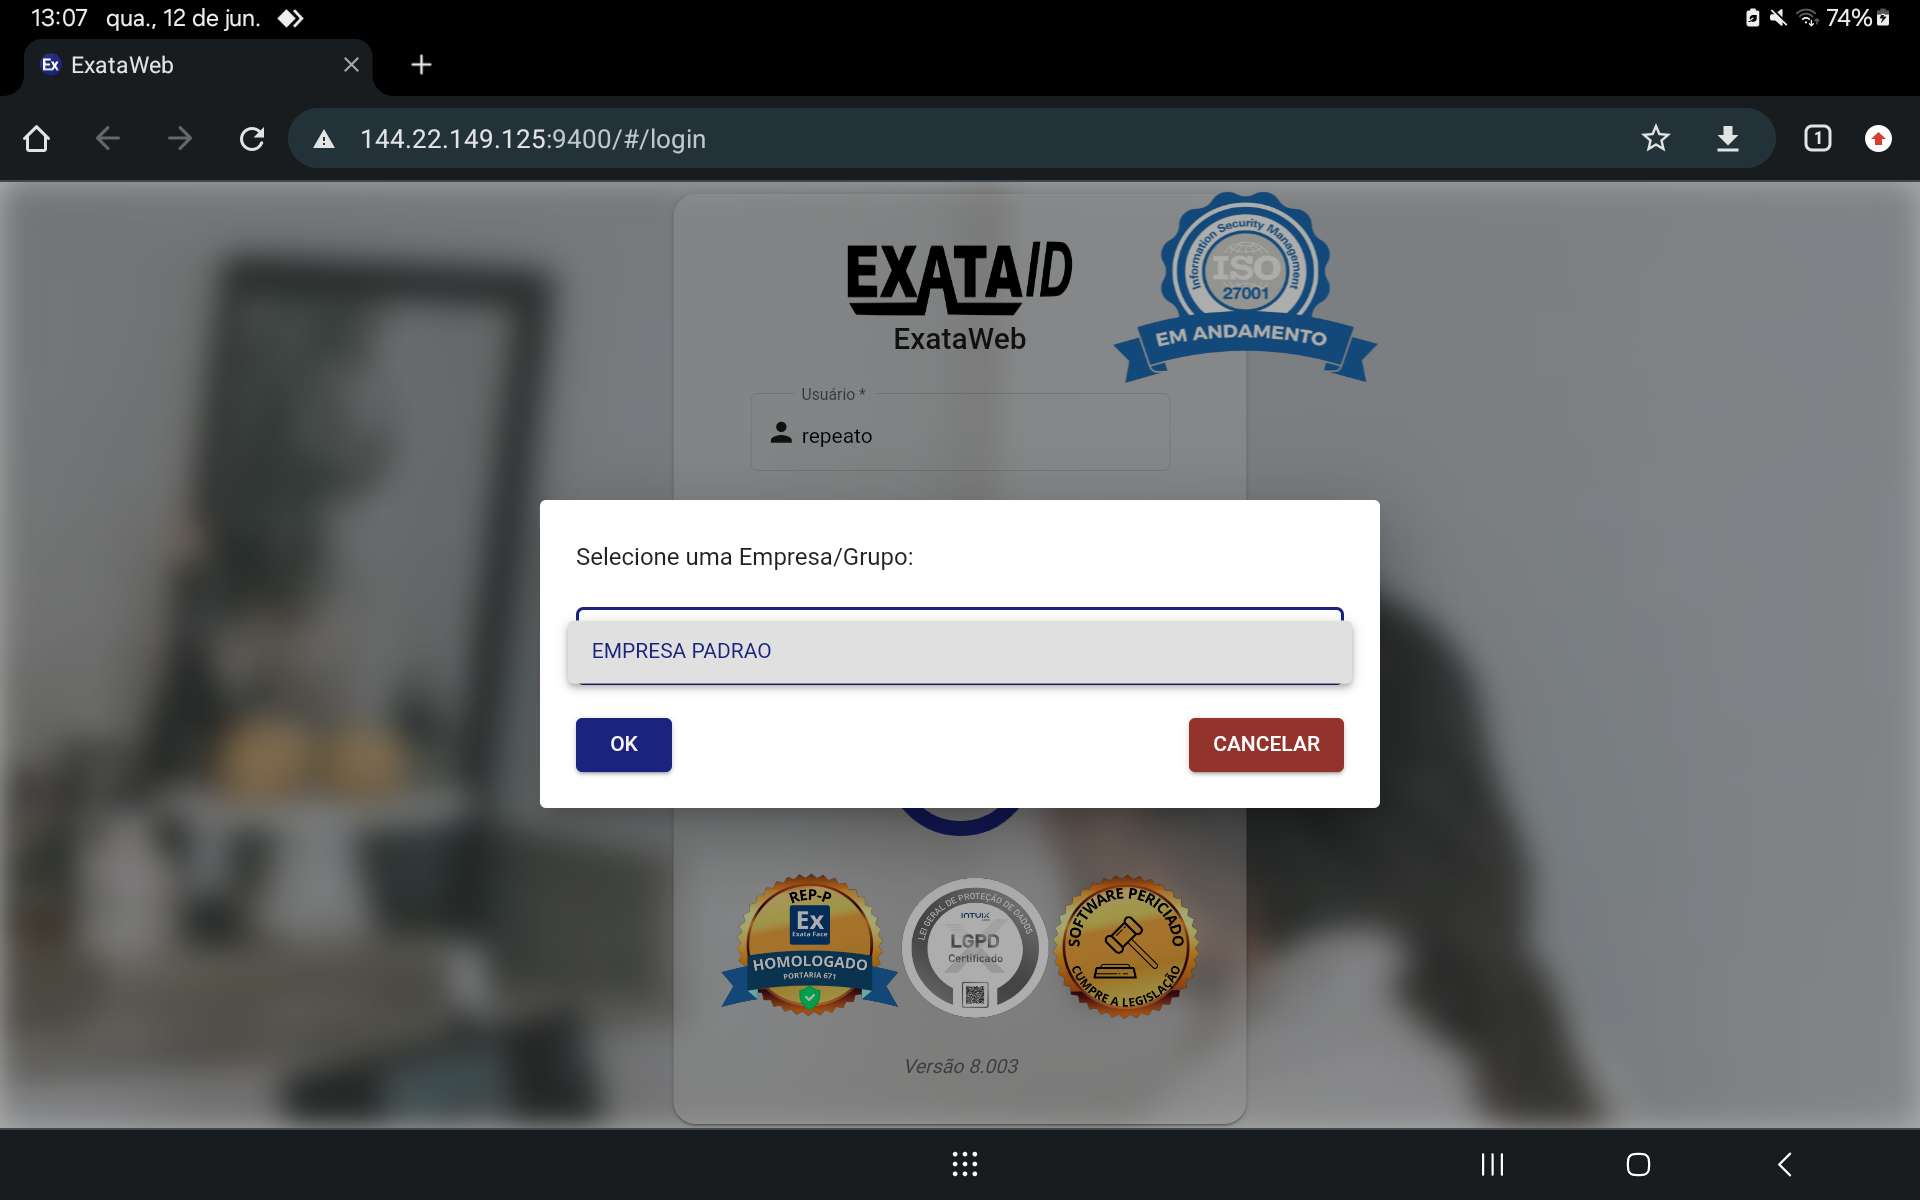 13:07 qua., 12 de jun.
74%
Ex ExataWeb
144.22.149.125:9400/#/login
1
EXATAID
ExataWeb
Information Security Management
ISO
27001
EM ANDAMENTO
Usuário *
repeato
Selecione uma Empresa/Grupo:
EMPRESA PADRAO
OK
CANCELAR
REP-P
Ex
Exata Face
HOMOLOGADO
PORTARIA 671
LEI GERAL DE PROTEÇÃO DE DADOS
INTUIX
LGPD
Certificado
SOFTWARE PERICIADO
CUMPRE A LEGISLAÇÃO
Versão 8.003